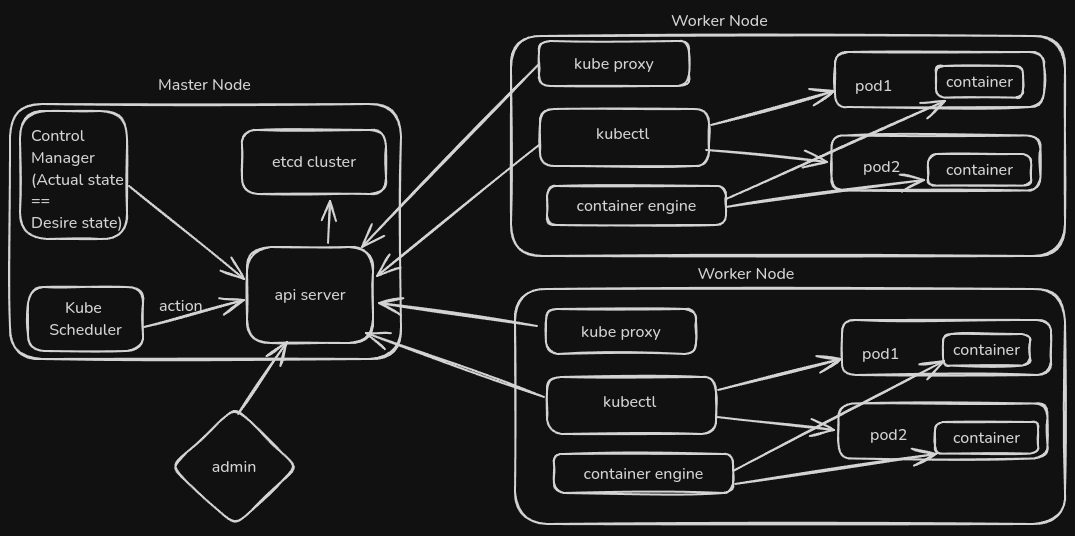 Master Node
Control
Manager
(Actual state
==
Desire state)
etcd cluster
api server
Kube
Scheduler
action
admin
Worker Node
kube proxy
kubectl
container engine
pod1
container
pod2
container
Worker Node
kube proxy
kubectl
container engine
pod1
container
pod2
container